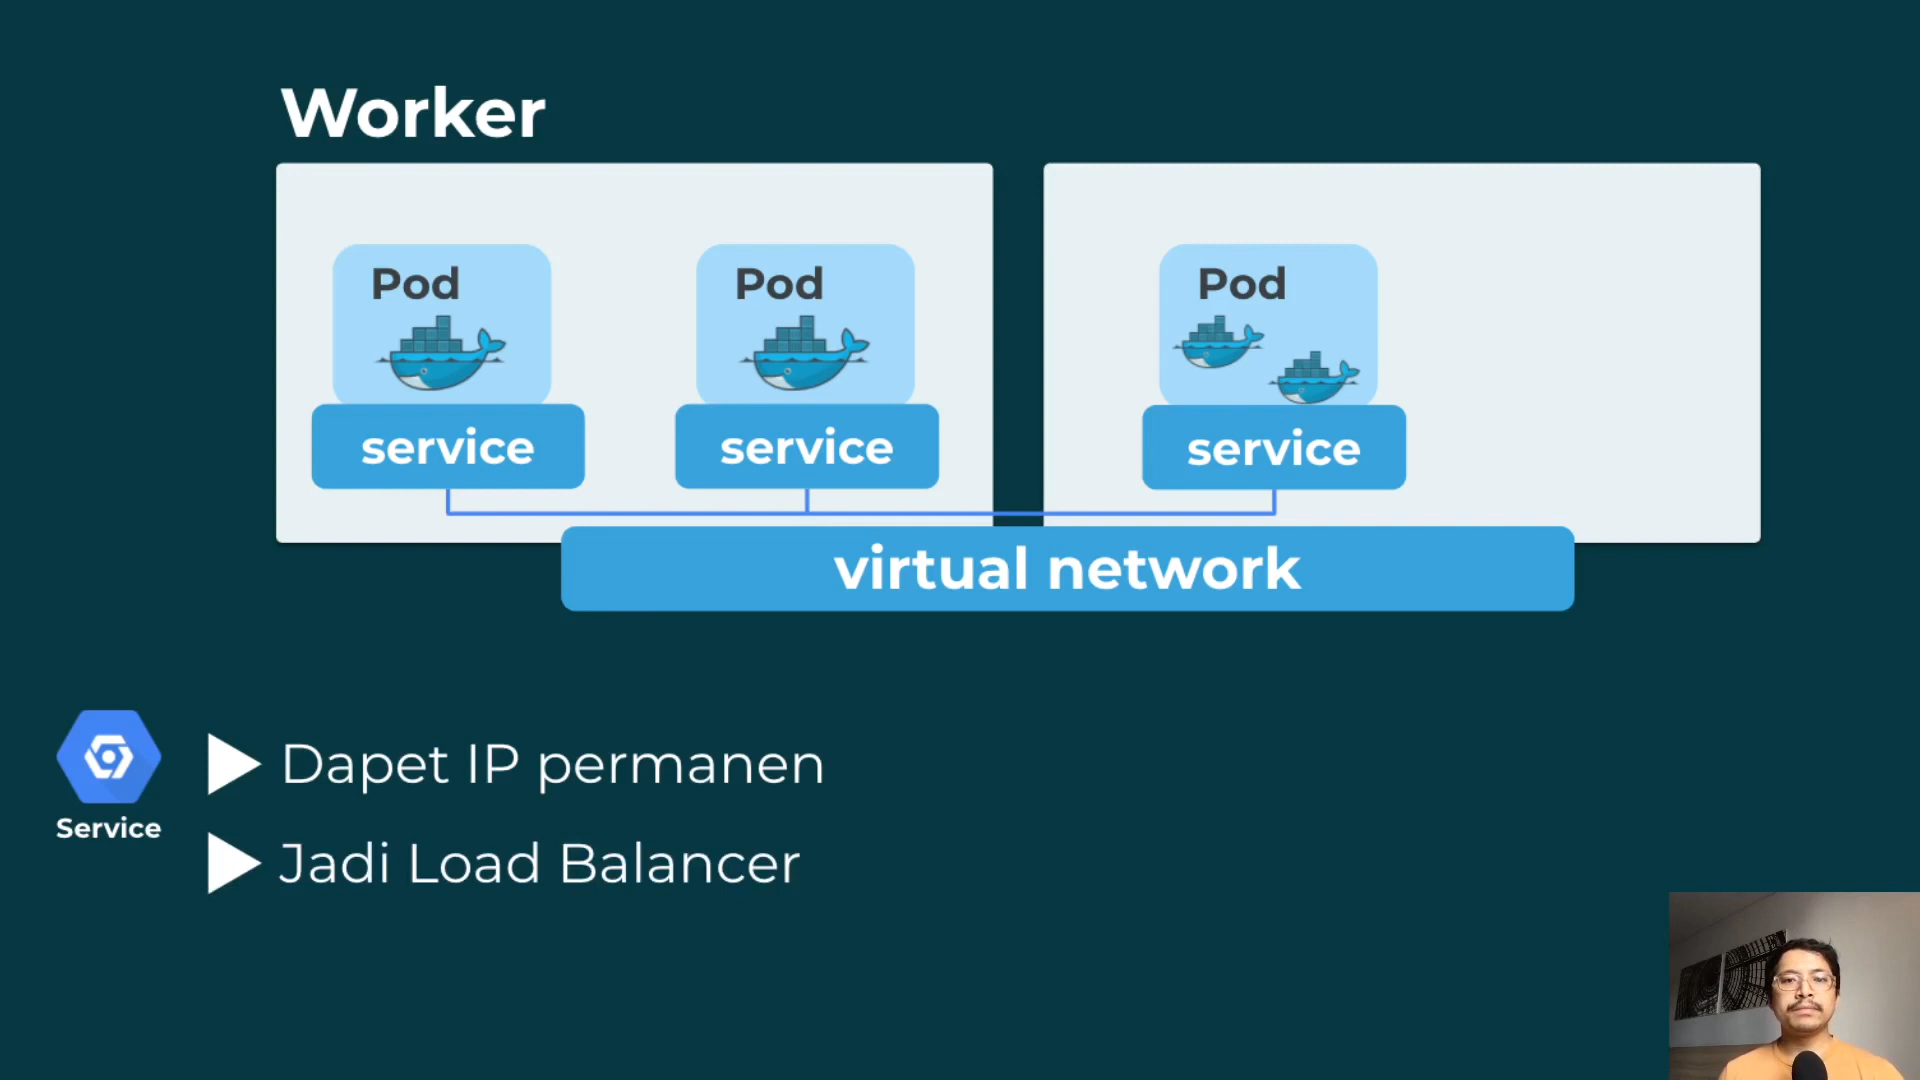 Worker
Pod
Pod
Pod
service
service
service
virtual network
Service
Dapet IP permanen
Jadi Load Balancer